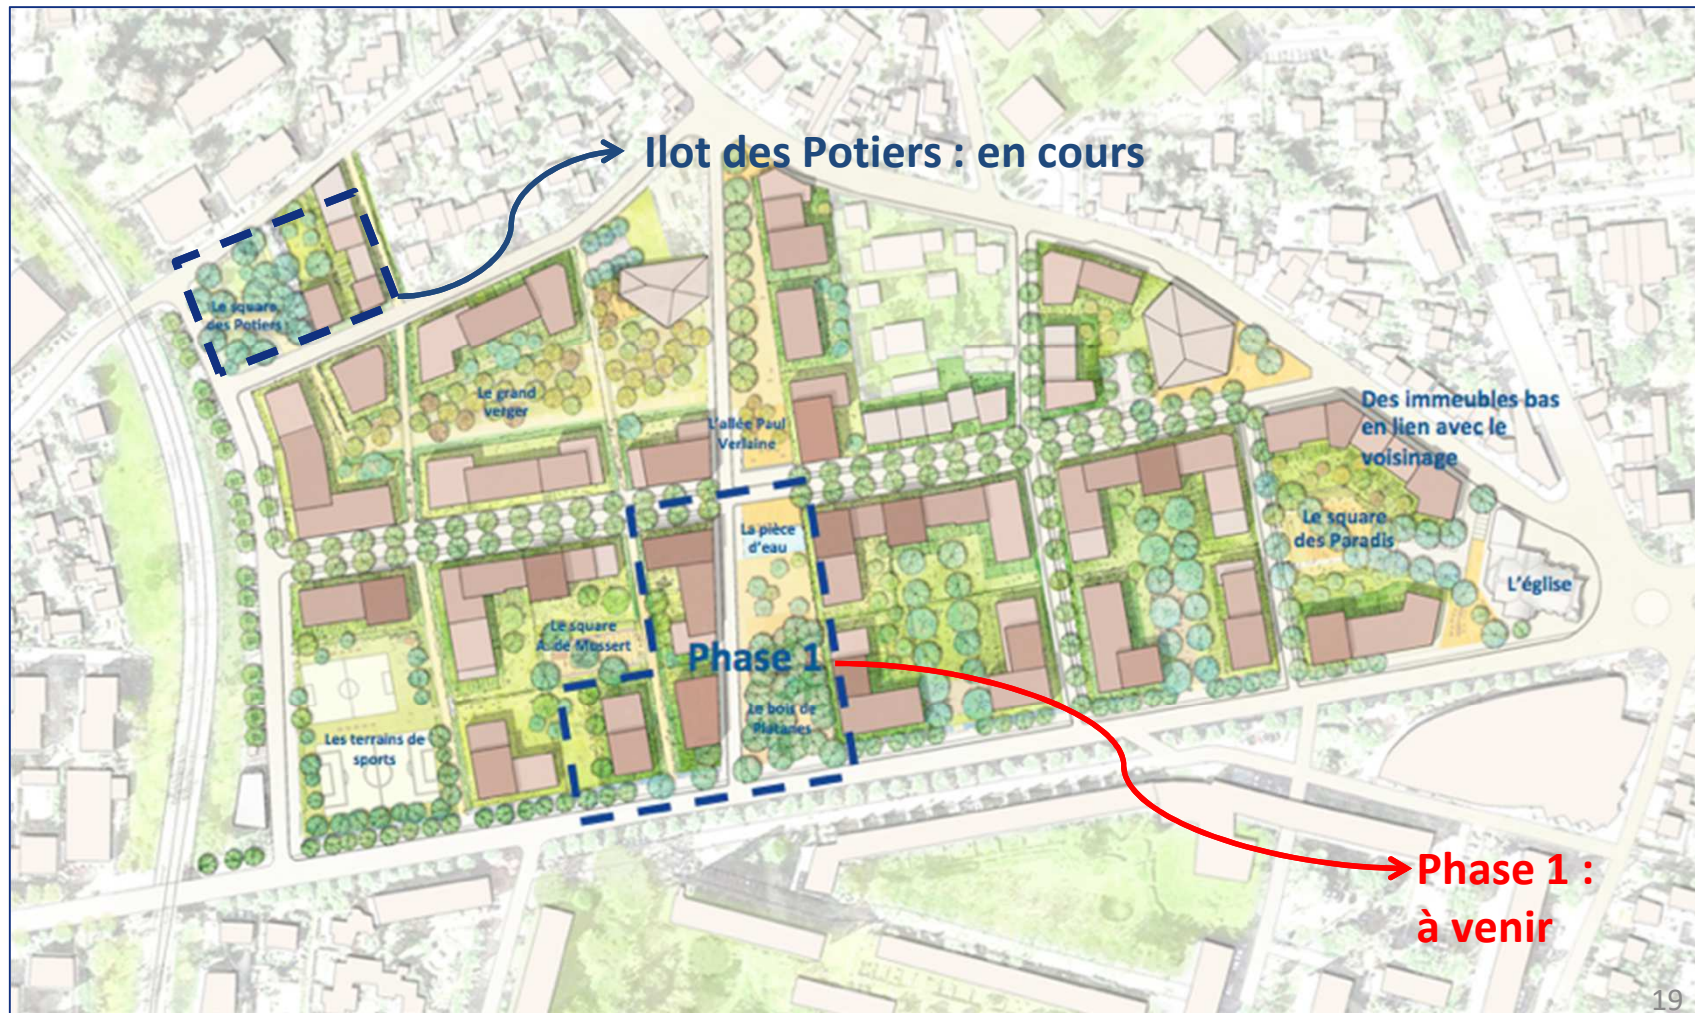 Ilot des Potiers : en cours
Le square
des Potiers
Le grand
verger
L'allée Paul
Verlaine
Des immeubles bas
en lien avec le
voisinage
La pièce
d'eau
Le square
des Paradis
L'église
Le square
A. de Mussert
Phase 1
Le bois de
Platanes
Les terrains de
sports
Phase 1 :
à venir
19